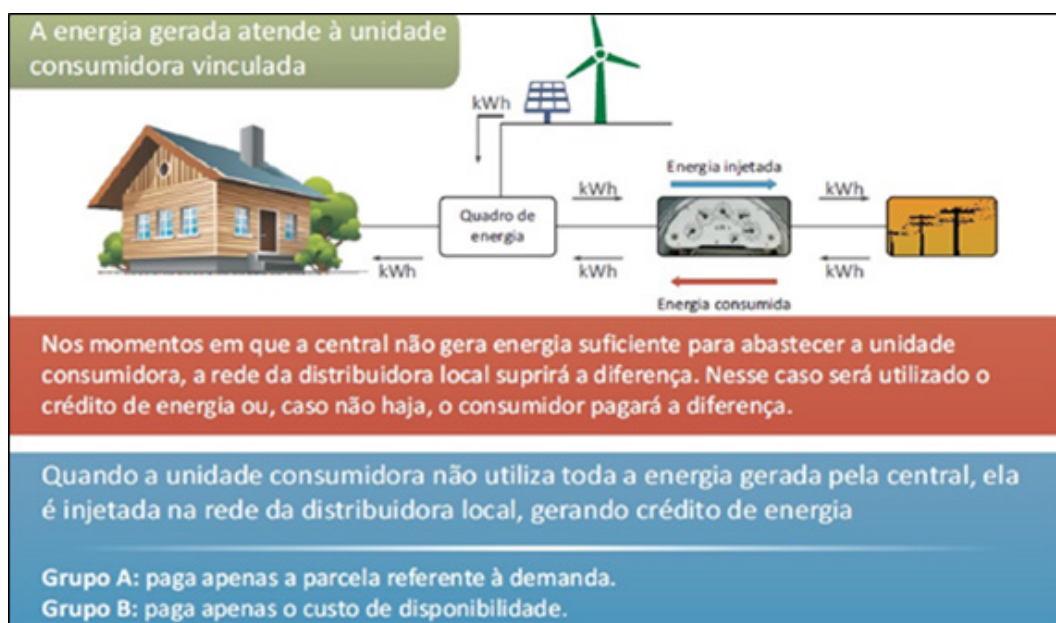 A energia gerada atende à unidade
consumidora vinculada
kWh
Energia injetada
kWh
kWh
Quadro de
energia
kWh
kWh
kWh
Energia consumida
Nos momentos em que a central não gera energia suficiente para abastecer a unidade
consumidora, a rede da distribuidora local suprirá a diferença. Nesse caso será utilizado o
crédito de energia ou, caso não haja, o consumidor pagará a diferença.
Quando a unidade consumidora não utiliza toda a energia gerada pela central, ela
é injetada na rede da distribuidora local, gerando crédito de energia
Grupo A: paga apenas a parcela referente à demanda.
Grupo B: paga apenas o custo de disponibilidade.